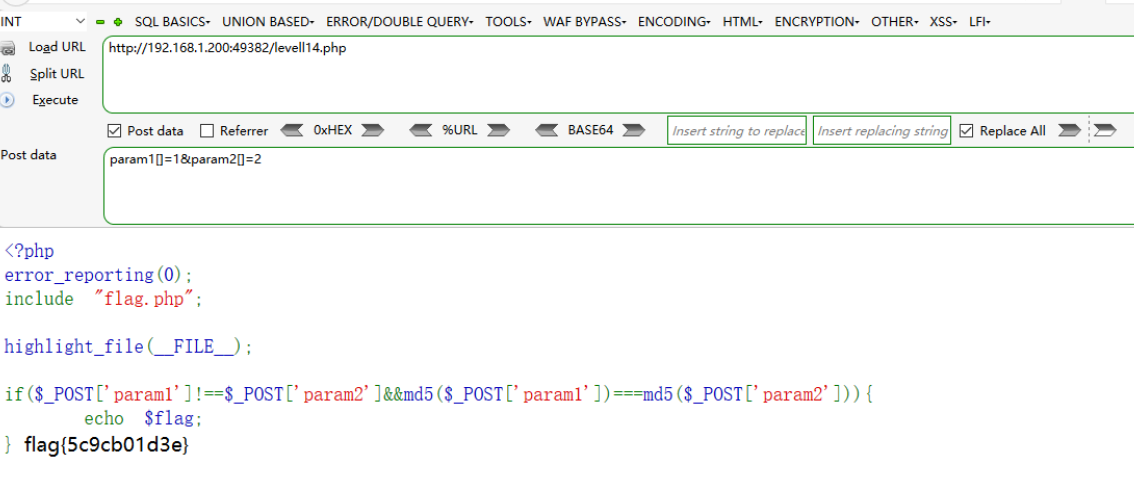 INT SQL BASICS▾ UNION BASED▾ ERROR/DOUBLE QUERY▾ TOOLS▾ WAF BYPASS▾ ENCODING▾ HTML▾ ENCRYPTION▾ OTHER▾ XSS▾ LFI▾
Load URL http://192.168.1.200:49382/level14.php
Split URL
Execute
Post data Referrer 0xHEX %URL BASE64 Insert string to replace Insert replacing string Replace All
Post data param1[]=1&param2[]=2
<?php
error_reporting(0);
include "flag.php";
highlight_file(__FILE__);
if($_POST['param1']!==$_POST['param2']&&md5($_POST['param1'])===md5($_POST['param2'])){
echo $flag;
} flag{5c9cb01d3e}